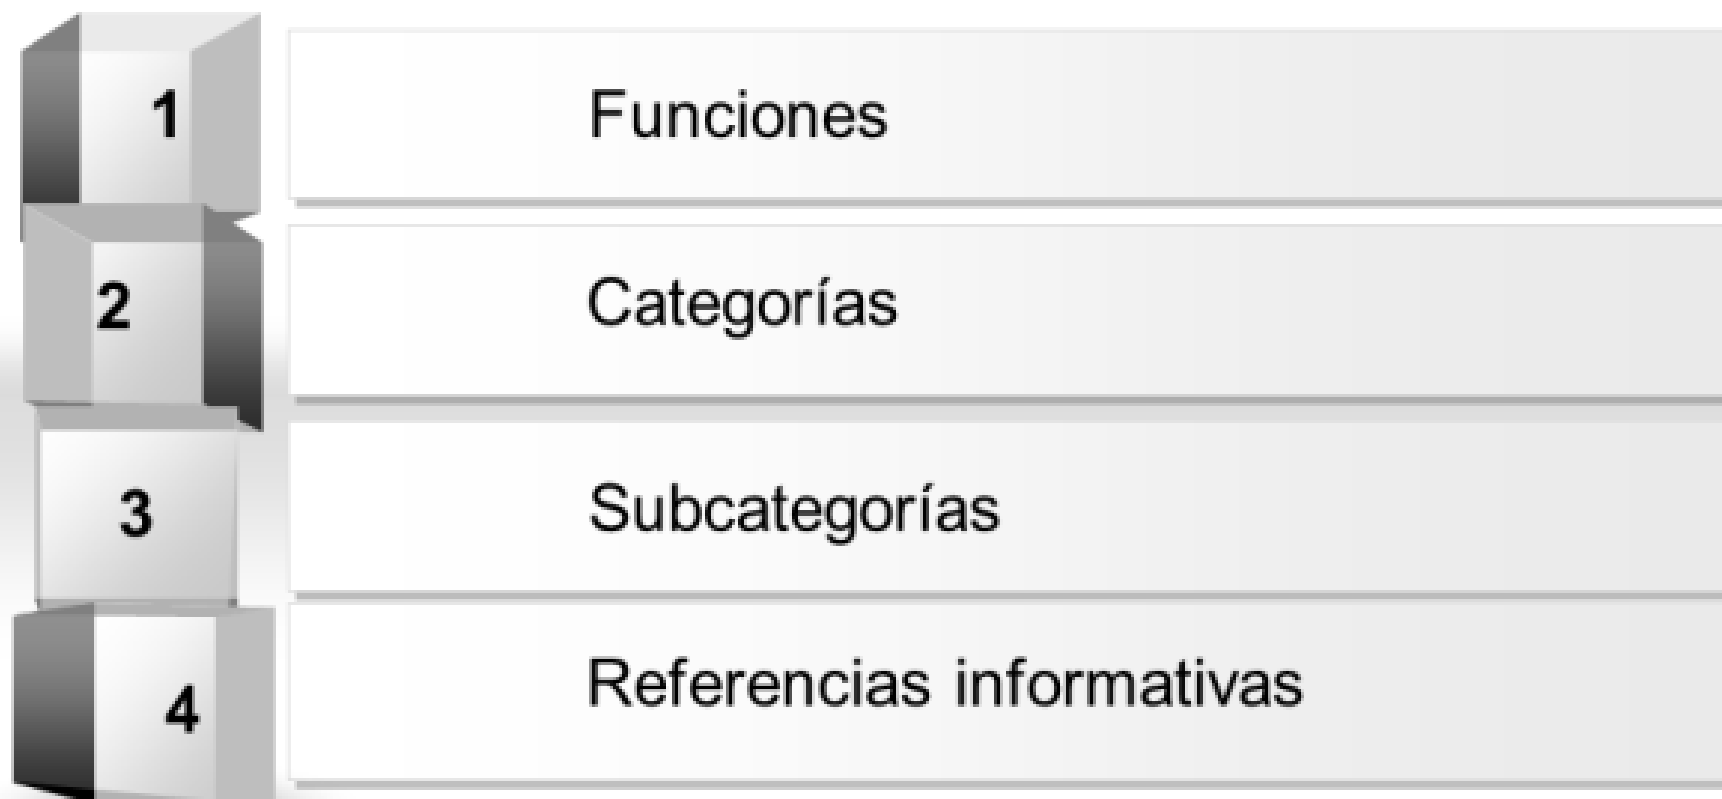 1 Funciones
2 Categorías
3 Subcategorías
4 Referencias informativas